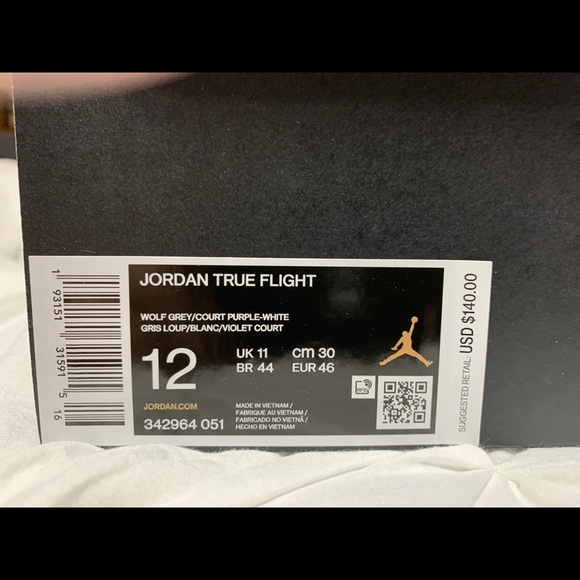 JORDAN TRUE FLIGHT
WOLF GREY/COURT PURPLE-WHITE
GRIS LOUP/BLANC/VIOLET COURT
12
UK 11 cm 30
BR 44 EUR 46
JORDAN.COM
342964 051
MADE IN VIETNAM /
FABRIQUE AU VIETNAM /
FABRICADO NO VIETNÃ /
HECHO EN VIETNAM
RFID
1 93151 31591 5 16
SUGGESTED RETAIL: USD $140.00